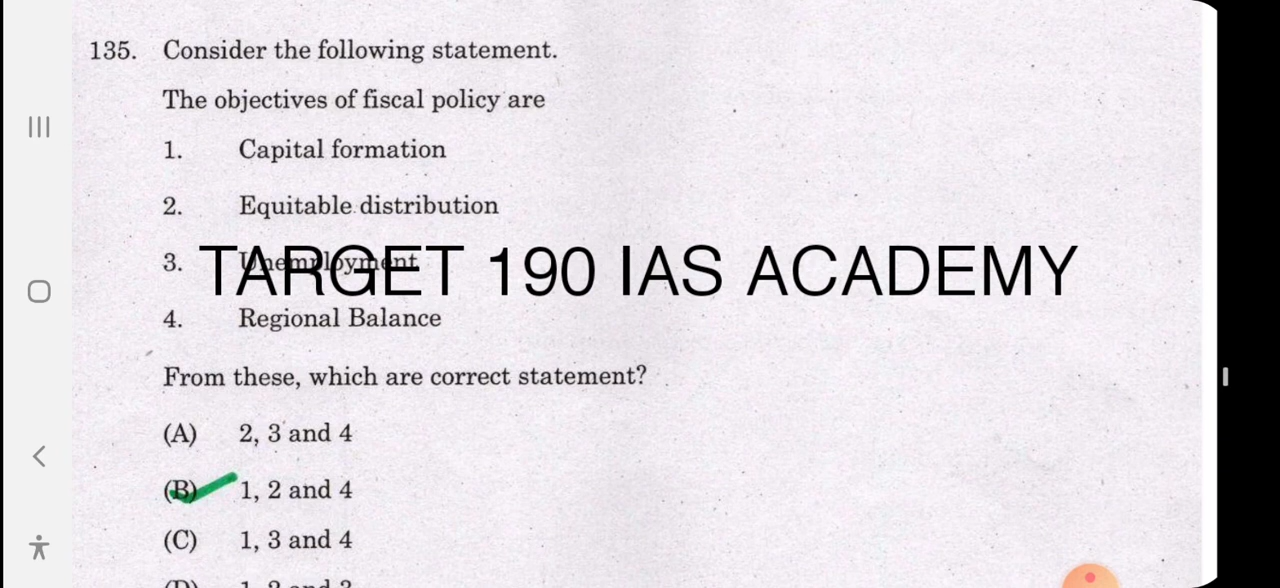 135. Consider the following statement.
The objectives of fiscal policy are
1. Capital formation
2. Equitable distribution
3. Unemployment
TARGET 190 IAS ACADEMY
4. Regional Balance
From these, which are correct statement?
(A) 2, 3 and 4
(B) 1, 2 and 4
(C) 1, 3 and 4